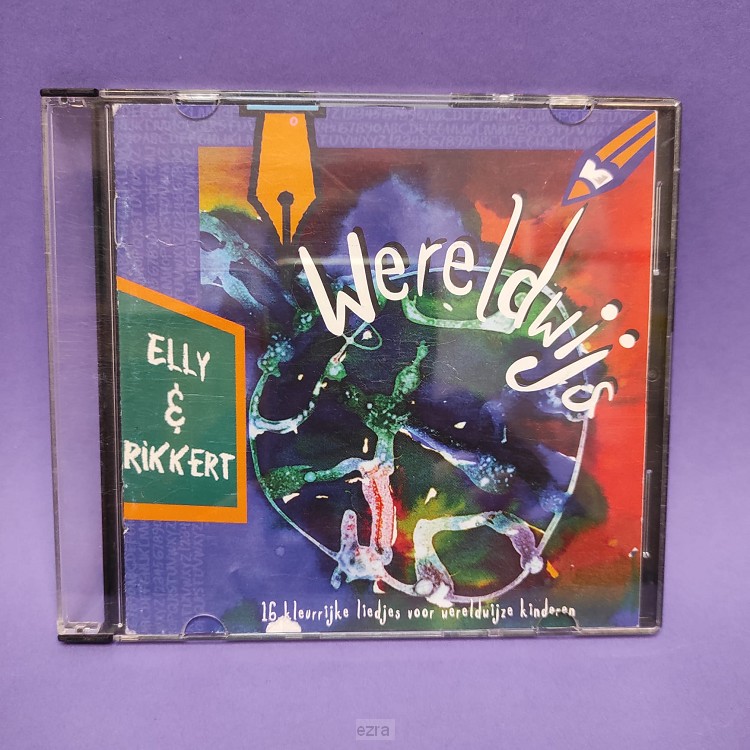 Wereldwijs
ELLY
&
RIKKERT
16 kleurrijke liedjes voor wereldwijze kinderen
ezra